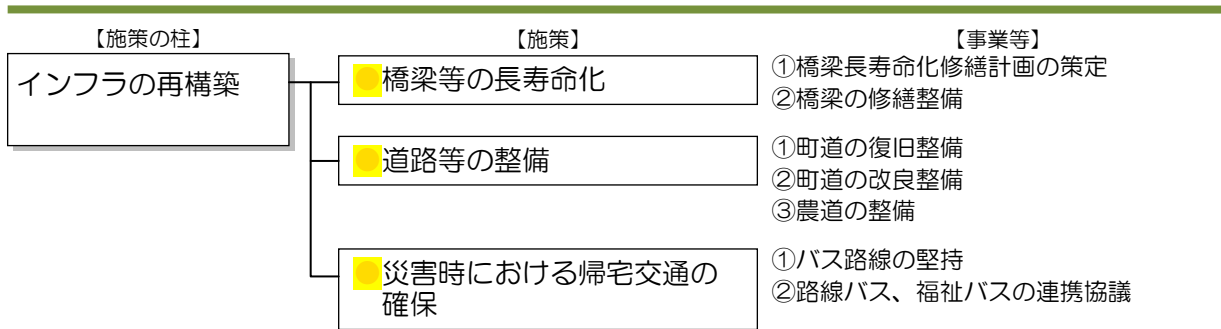 【施策の柱】
【施策】
【事業等】
インフラの再構築
●橋梁等の長寿命化
①橋梁長寿命化修繕計画の策定
②橋梁の修繕整備
●道路等の整備
①町道の復旧整備
②町道の改良整備
③農道の整備
●災害時における帰宅交通の
確保
①バス路線の堅持
②路線バス、福祉バスの連携協議